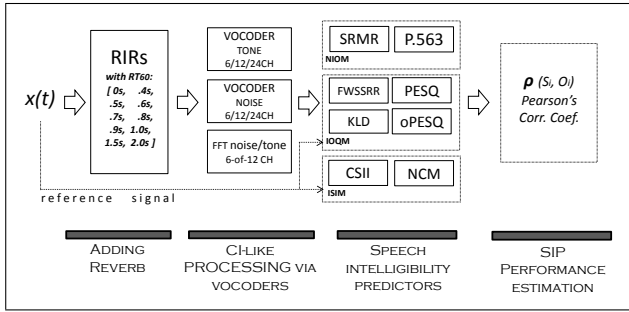 x(t)
RIRs
with RT60:
[ 0s, .4s,
.5s, .6s,
.7s, .8s,
.9s, 1.0s,
1.5s, 2.0s ]
VOCODER
TONE
6/12/24CH
VOCODER
NOISE
6/12/24CH
FFT noise/tone
6-of-12 CH
SRMR
P.563
NIOM
FWSSRR
PESQ
KLD
oPESQ
IOQM
CSII
NCM
ISIM
ρ (Si, Oi)
Pearson's
Corr. Coef.
reference signal
ADDING
REVERB
CI-LIKE
PROCESSING VIA
VOCODERS
SPEECH
INTELLIGIBILITY
PREDICTORS
SIP
PERFORMANCE
ESTIMATION